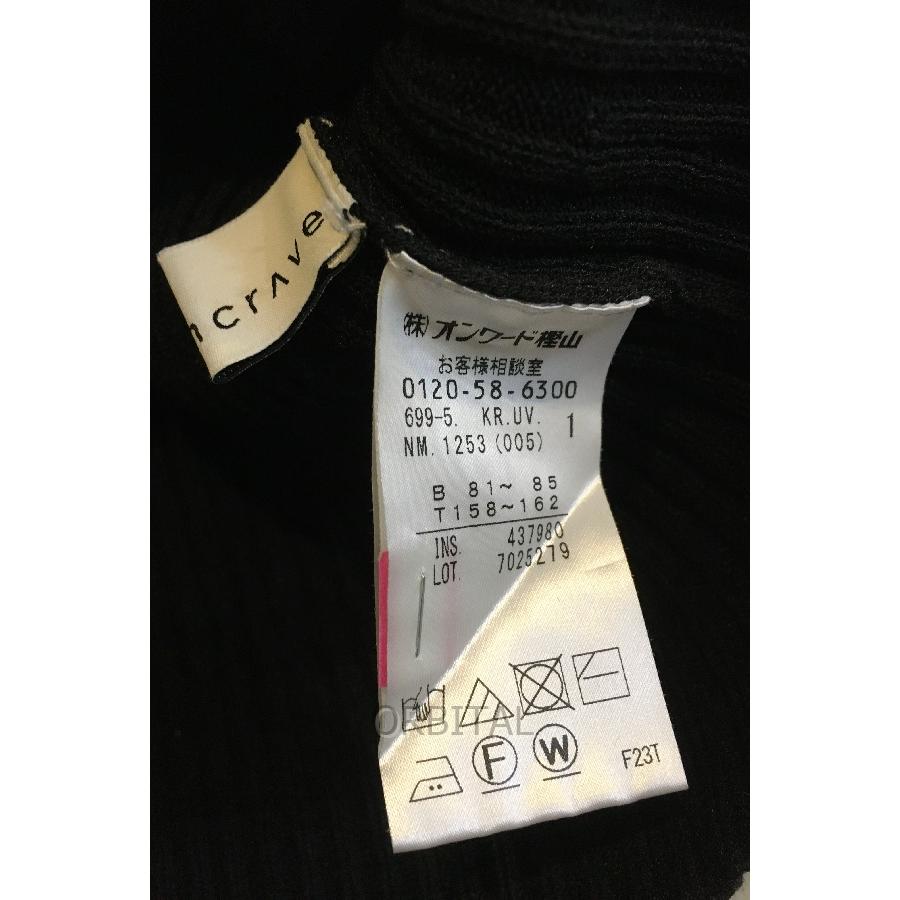 n crave
(株)オンワード樫山
お客様相談室
0120-58-6300
699-5. KR.UV. 1
NM. 1253 (005)
B 81~ 85
T158~162
INS. 437980
LOT. 7025279
ORBITAL
F W
F23T